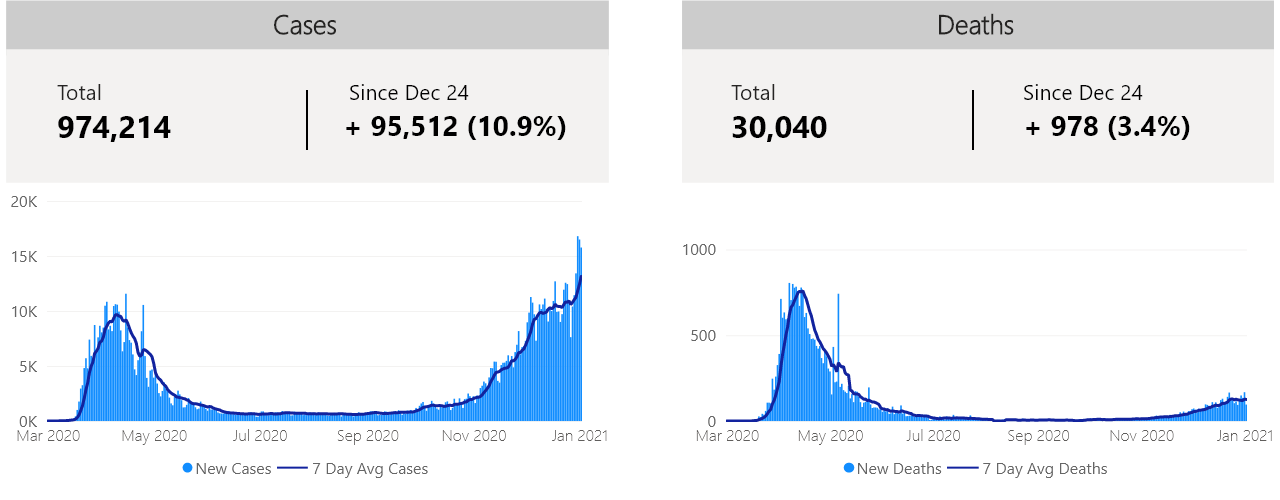 Cases
Total
974,214
Since Dec 24
+ 95,512 (10.9%)
20K
15K
10K
5K
0K
Mar 2020 May 2020 Jul 2020 Sep 2020 Nov 2020 Jan 2021
New Cases 7 Day Avg Cases
Deaths
Total
30,040
Since Dec 24
+ 978 (3.4%)
1000
500
0
Mar 2020 May 2020 Jul 2020 Sep 2020 Nov 2020 Jan 2021
New Deaths 7 Day Avg Deaths